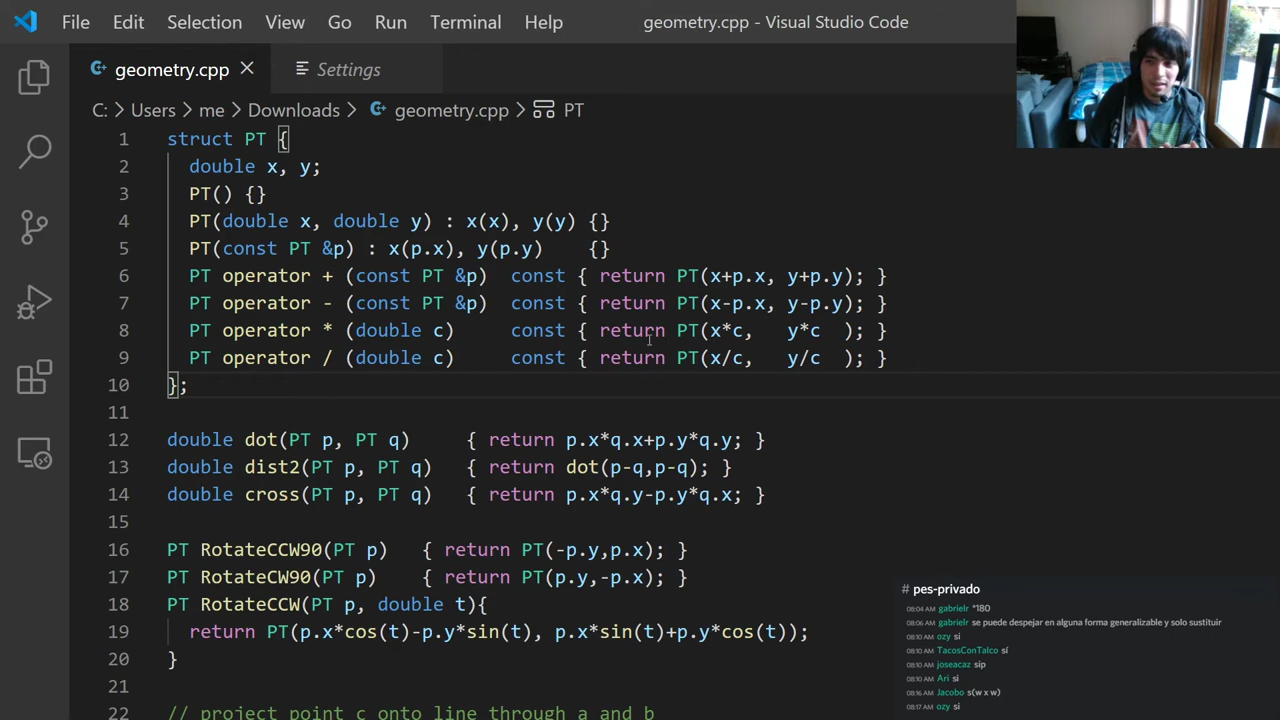 File Edit Selection View Go Run Terminal Help geometry.cpp - Visual Studio Code
geometry.cpp Settings
C: > Users > me > Downloads > geometry.cpp > PT
1 struct PT {
2 double x, y;
3 PT() {}
4 PT(double x, double y) : x(x), y(y) {}
5 PT(const PT &p) : x(p.x), y(p.y) {}
6 PT operator + (const PT &p) const { return PT(x+p.x, y+p.y); }
7 PT operator - (const PT &p) const { return PT(x-p.x, y-p.y); }
8 PT operator * (double c) const { return PT(x*c, y*c ); }
9 PT operator / (double c) const { return PT(x/c, y/c ); }
10 };
11
12 double dot(PT p, PT q) { return p.x*q.x+p.y*q.y; }
13 double dist2(PT p, PT q) { return dot(p-q,p-q); }
14 double cross(PT p, PT q) { return p.x*q.y-p.y*q.x; }
15
16 PT RotateCCW90(PT p) { return PT(-p.y,p.x); }
17 PT RotateCW90(PT p) { return PT(p.y,-p.x); }
18 PT RotateCCW(PT p, double t){
19 return PT(p.x*cos(t)-p.y*sin(t), p.x*sin(t)+p.y*cos(t));
20 }
21
22 // project point c onto line through a and b
# pes-privado
08:04 AM gabrielr *180
08:06 AM gabrielr se puede despejar en alguna forma generalizable y solo sustituir
08:10 AM ozy si
08:10 AM TacosConTalco sí
08:10 AM joseacaz sip
08:10 AM Ari si
08:16 AM Jacobo s(w x w)
08:17 AM ozy si